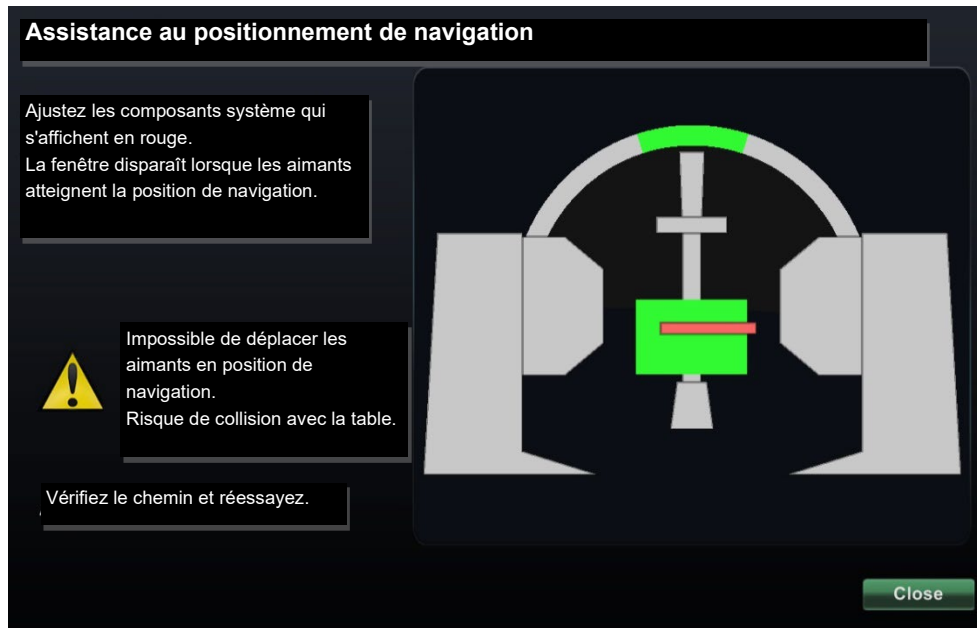 Assistance au positionnement de navigation
Ajustez les composants système qui
s'affichent en rouge.
La fenêtre disparaît lorsque les aimants
atteignent la position de navigation.
Impossible de déplacer les
aimants en position de
navigation.
Risque de collision avec la table.
Vérifiez le chemin et réessayez.
Close